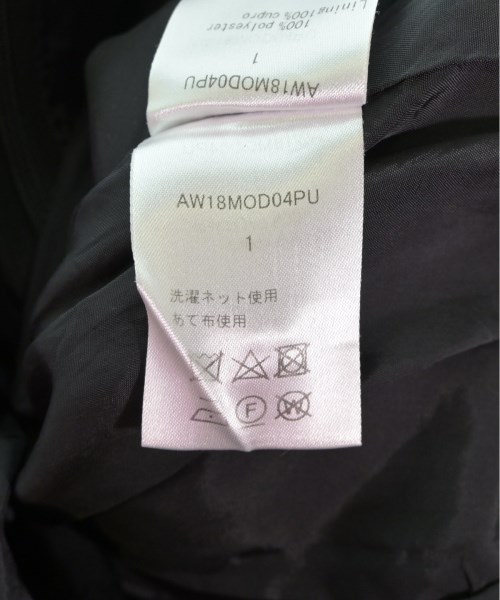 Lining100% cupro
100% polyester
1
AW18MOD04PU
AW18MOD04PU
1
洗濯ネット使用
あて布使用
F
W